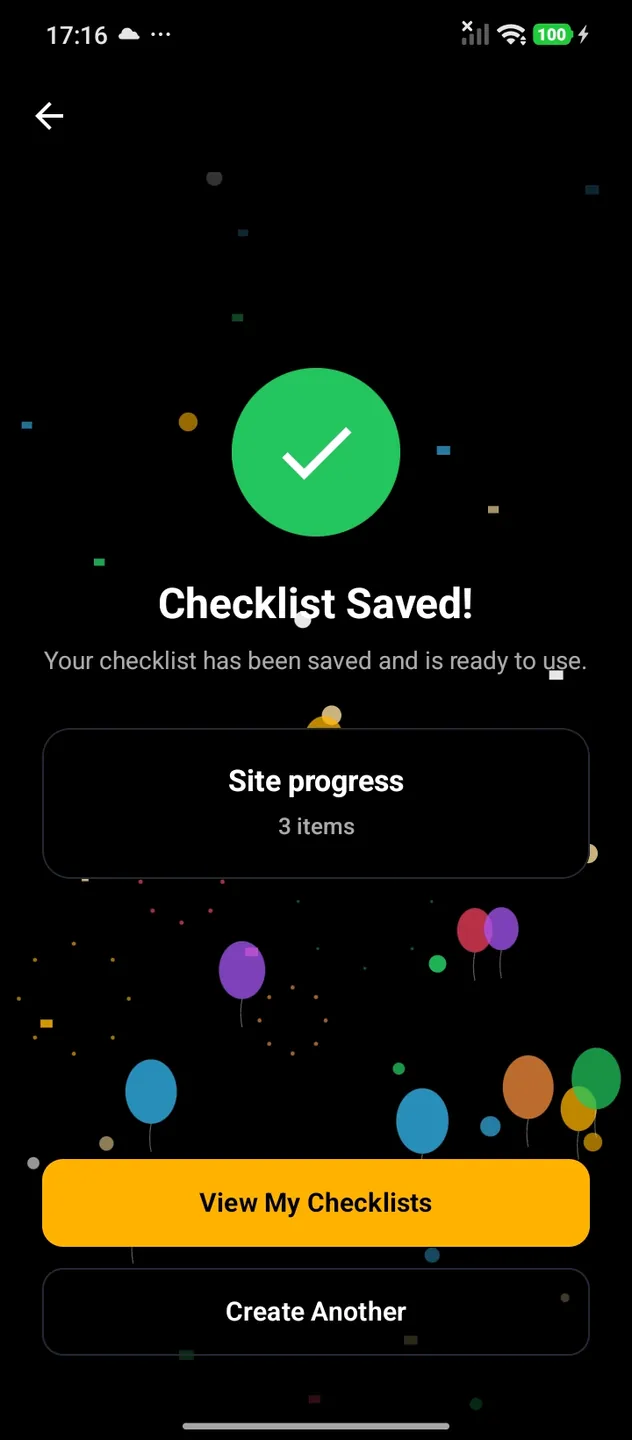 17:16
100
Checklist Saved!
Your checklist has been saved and is ready to use.
Site progress
3 items
View My Checklists
Create Another